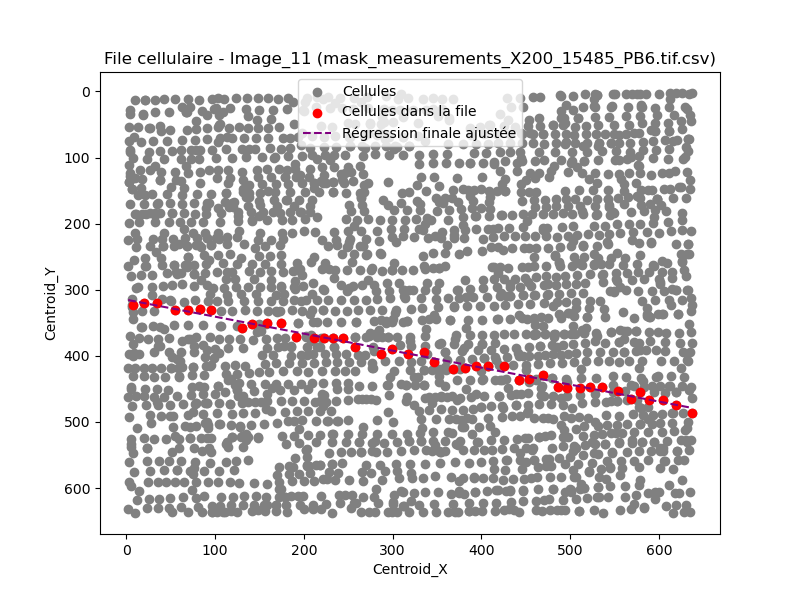 File cellulaire - Image_11 (mask_measurements_X200_15485_PB6.tif.csv)
Cellules
Cellules dans la file
Régression finale ajustée
Centroid_Y
0
100
200
300
400
500
600
0 100 200 300 400 500 600
Centroid_X